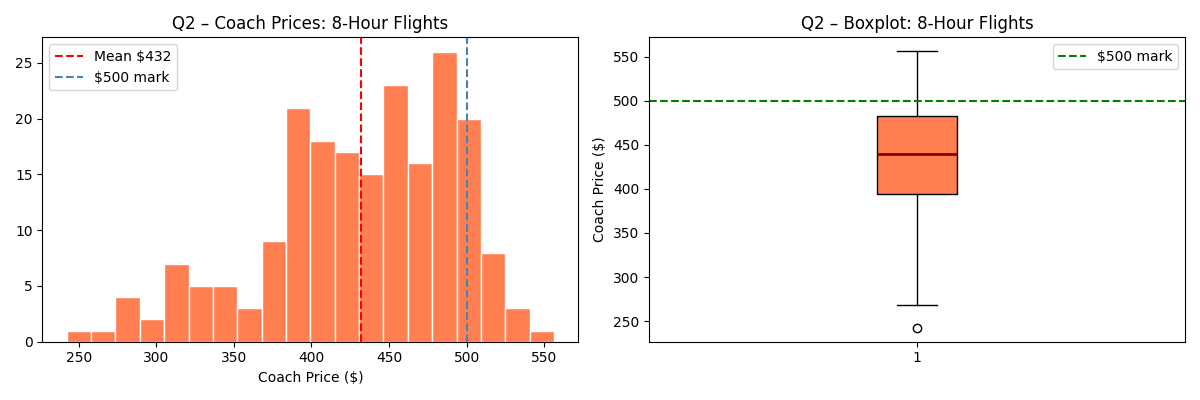 Q2 – Coach Prices: 8-Hour Flights
Mean $432
$500 mark
25
20
15
10
5
0
250 300 350 400 450 500 550
Coach Price ($)
Q2 – Boxplot: 8-Hour Flights
$500 mark
Coach Price ($)
550
500
450
400
350
300
250
1